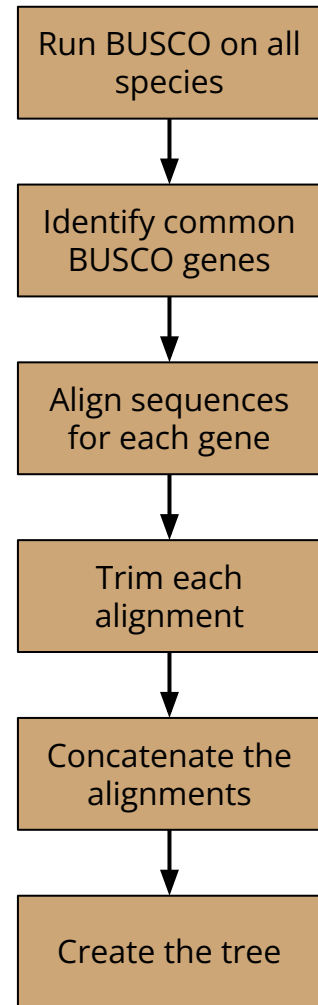 Run BUSCO on all
species
Identify common
BUSCO genes
Align sequences
for each gene
Trim each
alignment
Concatenate the
alignments
Create the tree